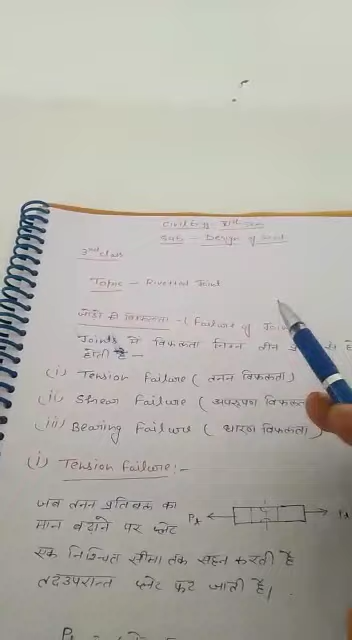 Civil Engg -
Sub - Design of Steel
3rd class
Topic - Riveted Joint
जोड़ो की विफलता - (Failure of Joint
Joints में विफलता निम्न तीन
होती है -
(i) Tension Failure ( तनन विफलता )
(ii) Shear Failure ( अपरूपण विफलता
(iii) Bearing Failure ( धारण विफलता )
(i) Tension Failure :-
जब तनन प्रतिबल का
मान बढाने पर प्लेट
एक निश्चित सीमा तक सहन करती है
तदउपरान्त प्लेट फट जाती है।